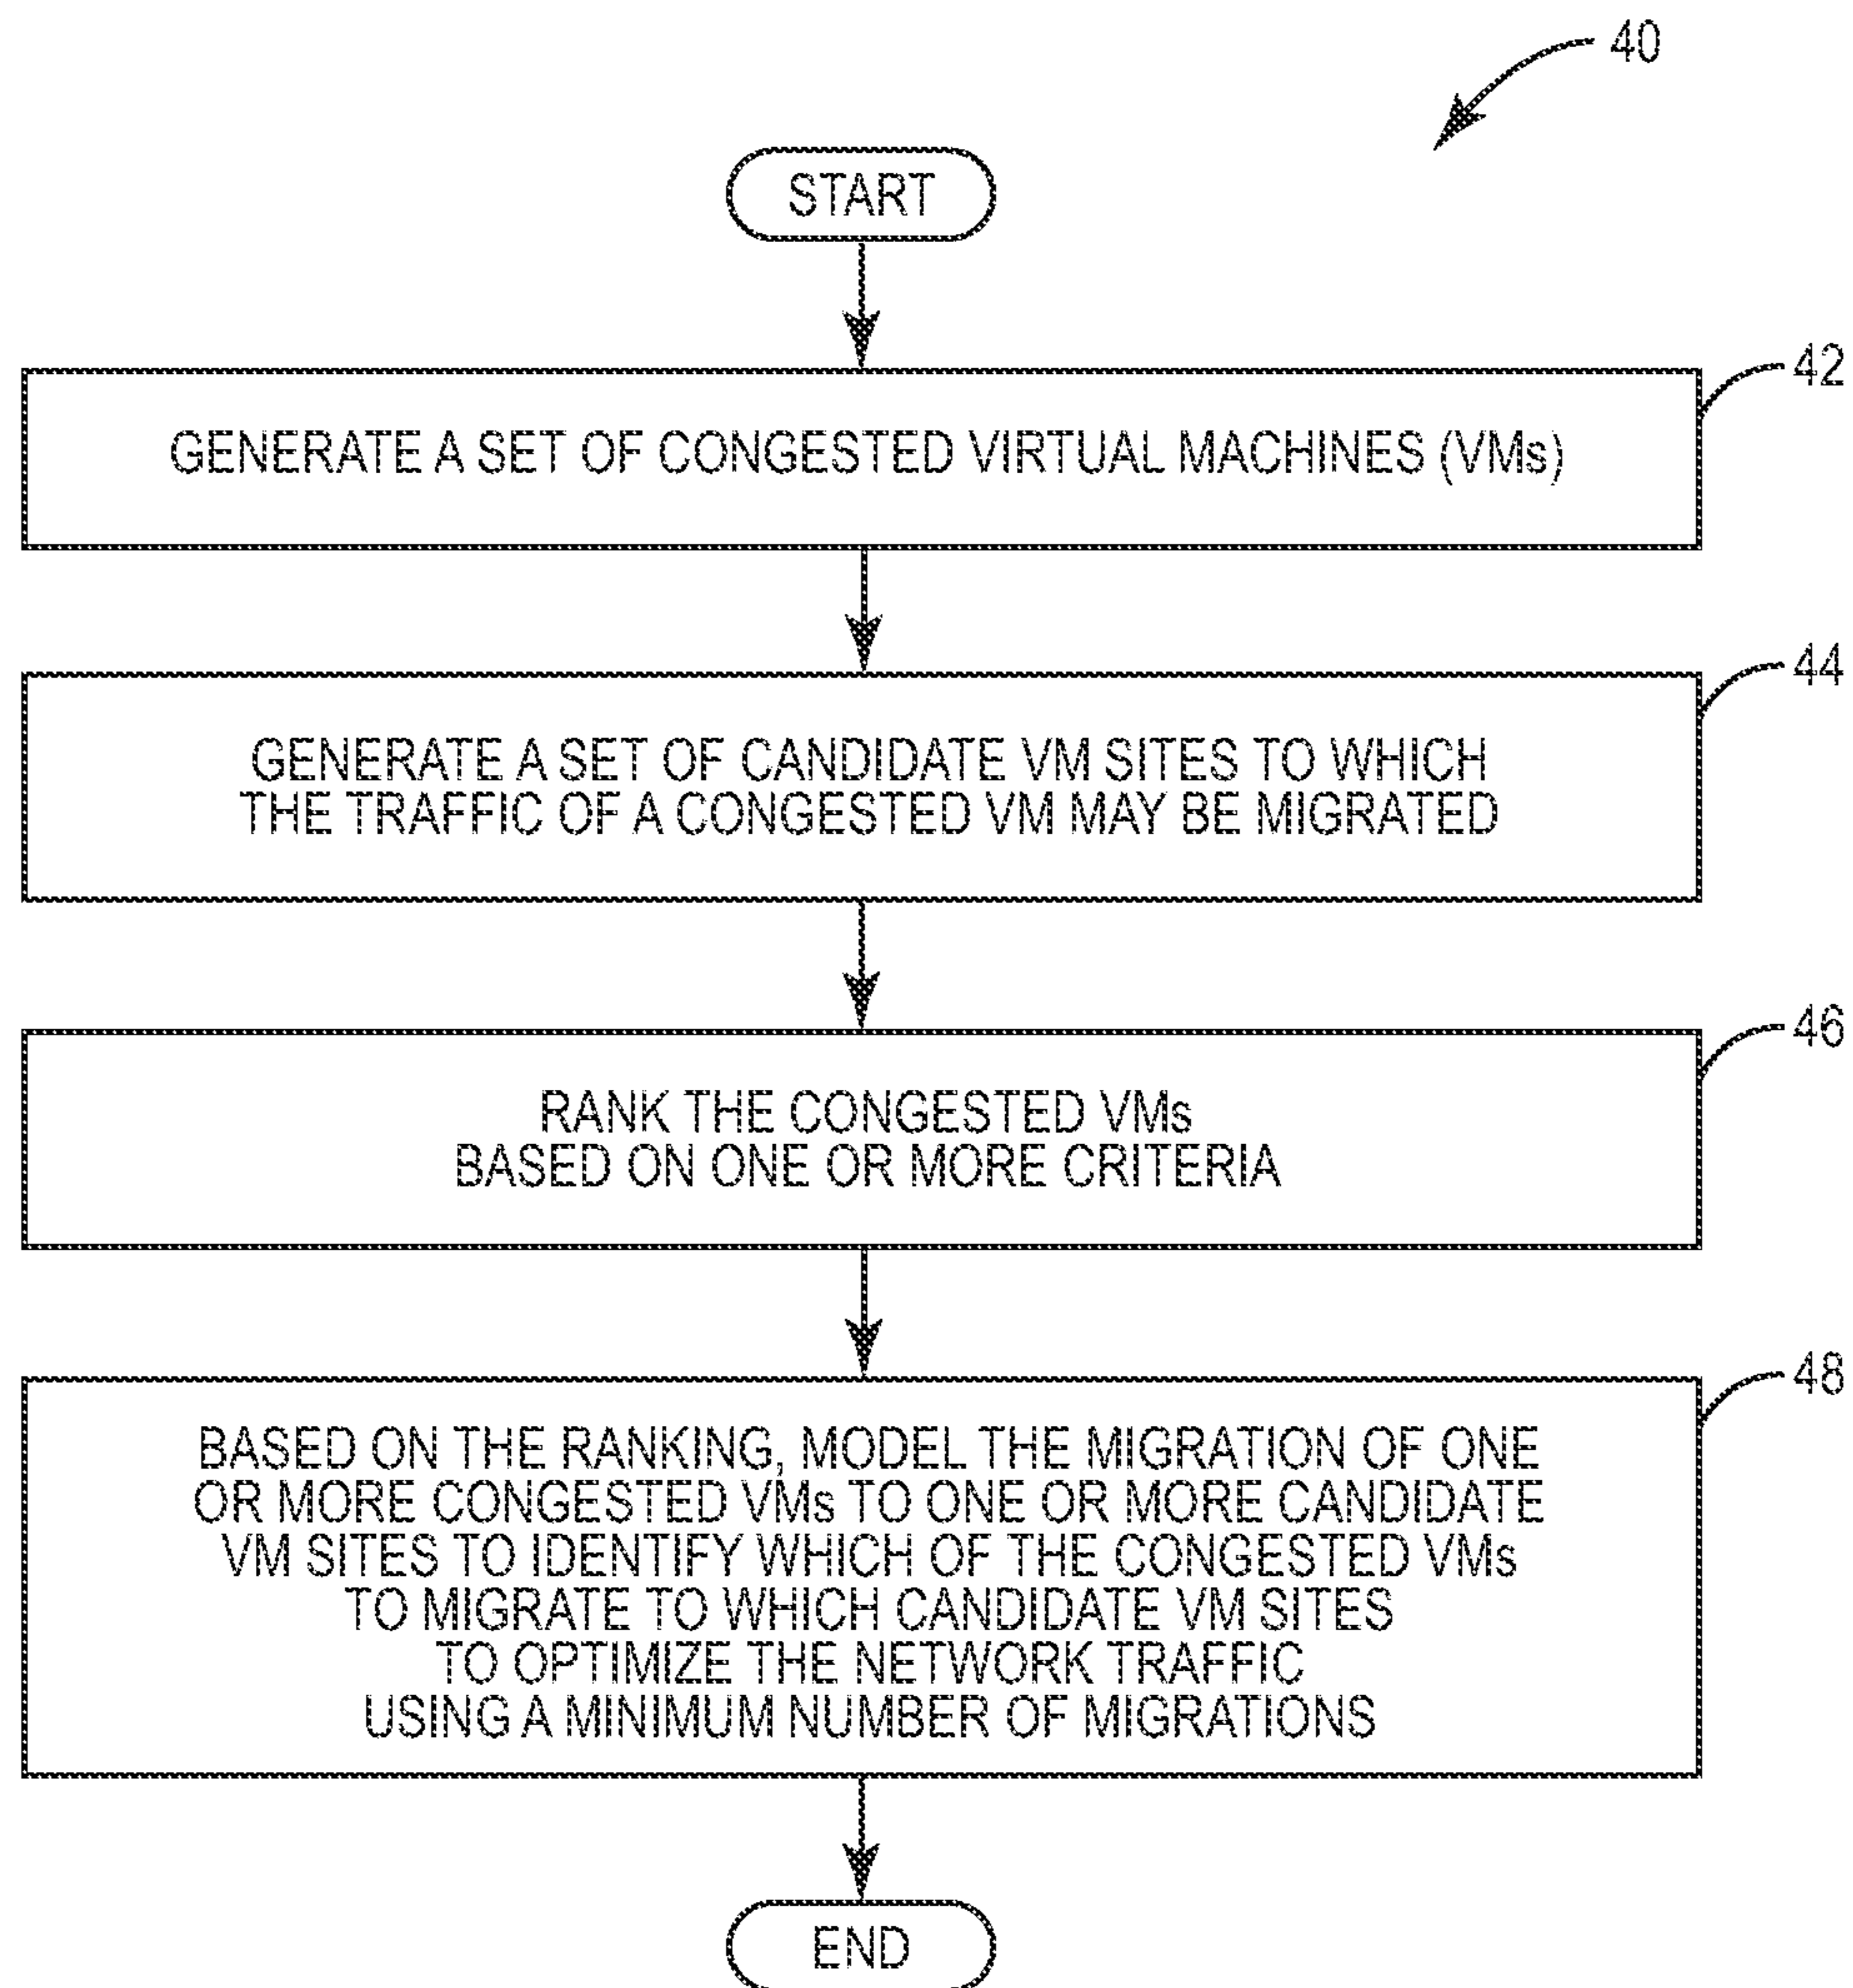 40
START
42
GENERATE A SET OF CONGESTED VIRTUAL MACHINES (VMs)
44
GENERATE A SET OF CANDIDATE VM SITES TO WHICH
THE TRAFFIC OF A CONGESTED VM MAY BE MIGRATED
46
RANK THE CONGESTED VMs
BASED ON ONE OR MORE CRITERIA
48
BASED ON THE RANKING, MODEL THE MIGRATION OF ONE
OR MORE CONGESTED VMs TO ONE OR MORE CANDIDATE
VM SITES TO IDENTIFY WHICH OF THE CONGESTED VMs
TO MIGRATE TO WHICH CANDIDATE VM SITES
TO OPTIMIZE THE NETWORK TRAFFIC
USING A MINIMUM NUMBER OF MIGRATIONS
END